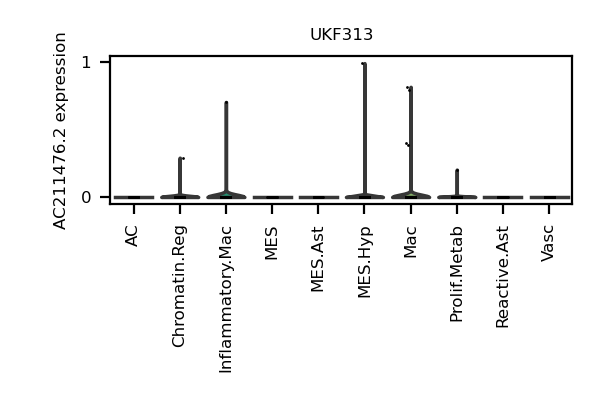 UKF313
AC211476.2 expression
1
0
AC
Chromatin.Reg
Inflammatory.Mac
MES
MES.Ast
MES.Hyp
Mac
Prolif.Metab
Reactive.Ast
Vasc